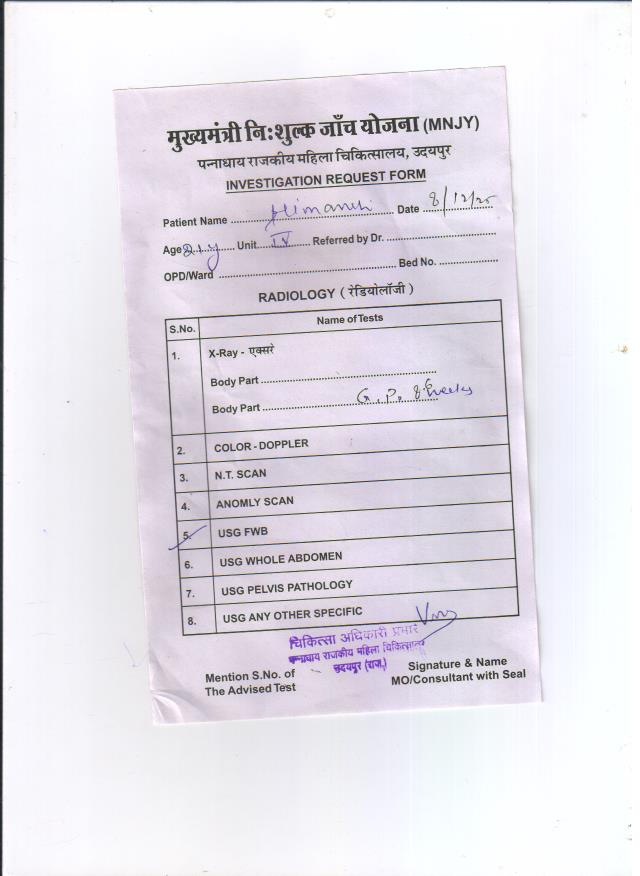 मुख्यमंत्री निःशुल्क जाँच योजना (MNJY)
पन्नाधाय राजकीय महिला चिकित्सालय, उदयपुर
INVESTIGATION REQUEST FORM
Patient Name Himanshi Date 8/12/25
Age 21y Unit IV Referred by Dr.
OPD/Ward Bed No.
RADIOLOGY ( रेडियोलॉजी )
S.No. Name of Tests
1. X-Ray - एक्सरे
Body Part
Body Part weeks
2. COLOR - DOPPLER
3. N.T. SCAN
4. ANOMLY SCAN
5. USG FWB
6. USG WHOLE ABDOMEN
7. USG PELVIS PATHOLOGY
8. USG ANY OTHER SPECIFIC
चिकित्सा अधिकारी प्रभारी
पन्नाधाय राजकीय महिला चिकित्सालय
उदयपुर (राज.)
Mention S.No. of
The Advised Test
Signature & Name
MO/Consultant with Seal